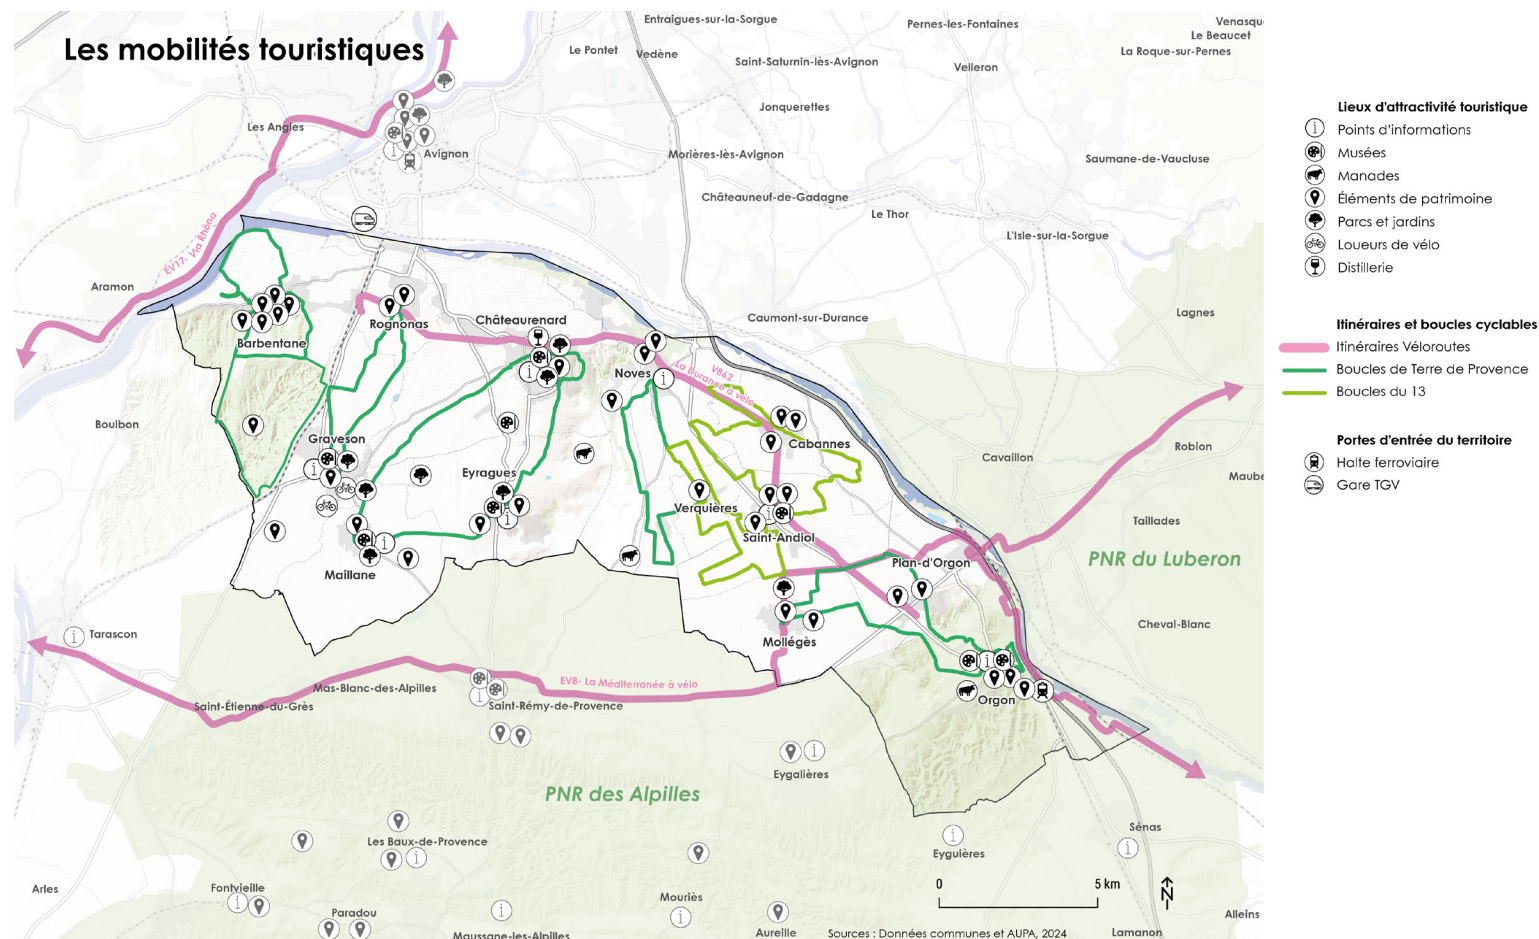 Les mobilités touristiques
Entraigues-sur-la-Sorgue
Pernes-les-Fontaines
Le Beaucet
Le Pontet
Vedène
La Roque-sur-Pernes
Saint-Saturnin-lès-Avignon
Velleron
Jonquerettes
Les Angles
Avignon
Morières-lès-Avignon
Saumane-de-Vaucluse
Châteauneuf-de-Gadagne
Le Thor
L'Isle-sur-la-Sorgue
EV17- Via Rhôna
Aramon
Lagnes
Caumont-sur-Durance
Rognonas
Châteaurenard
Barbentane
Noves
V862
La Durance à vélo
Boulbon
Graveson
Cabannes
Robion
Cavaillon
Eyragues
Verquières
Taillades
Saint-Andiol
Plan-d'Orgon
PNR du Luberon
Maillane
Cheval-Blanc
Tarascon
Mollégès
Mas-Blanc-des-Alpilles
EV8- La Méditerranée à vélo
Saint-Étienne-du-Grès
Saint-Rémy-de-Provence
Orgon
Eygalières
PNR des Alpilles
Sénas
Les Baux-de-Provence
Eyguières
Arles
Fontvieille
Mouriès
Paradou
Alleins
Maussane-les-Alpilles
Aureille
Lamanon
0
5 km
N
Sources : Données communes et AUPA, 2024
Lieux d'attractivité touristique
Points d'informations
Musées
Manades
Éléments de patrimoine
Parcs et jardins
Loueurs de vélo
Distillerie
Itinéraires et boucles cyclables
Itinéraires Véloroutes
Boucles de Terre de Provence
Boucles du 13
Portes d'entrée du territoire
Halte ferroviaire
Gare TGV